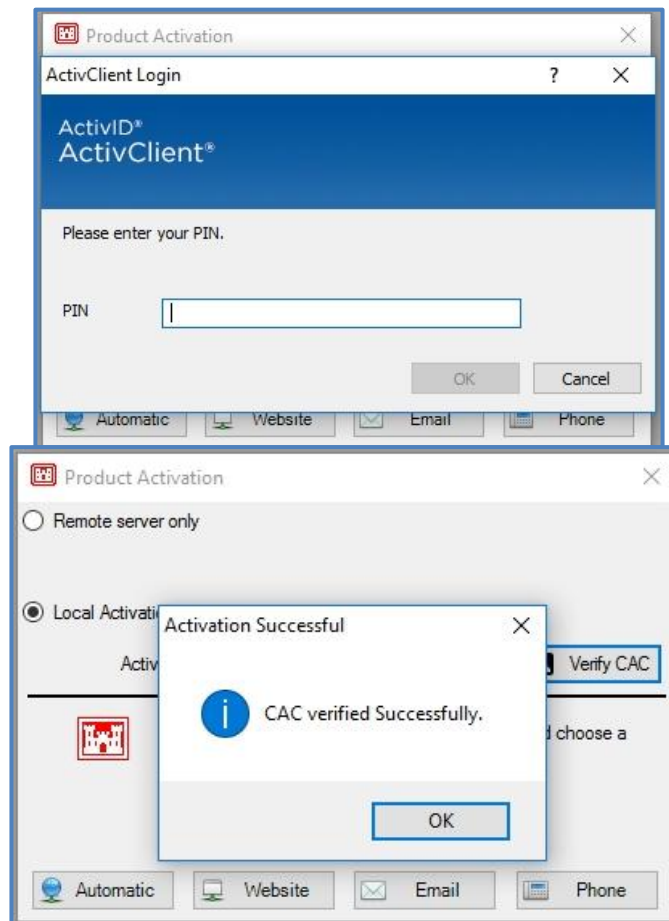 Product Activation
ActivClient Login
ActivID®
ActivClient®
Please enter your PIN.
PIN
OK Cancel
Automatic Website Email Phone
Product Activation
Remote server only
Local Activati
Activation Successful
Activ
Verify CAC
CAC verified Successfully.
d choose a
OK
Automatic Website Email Phone